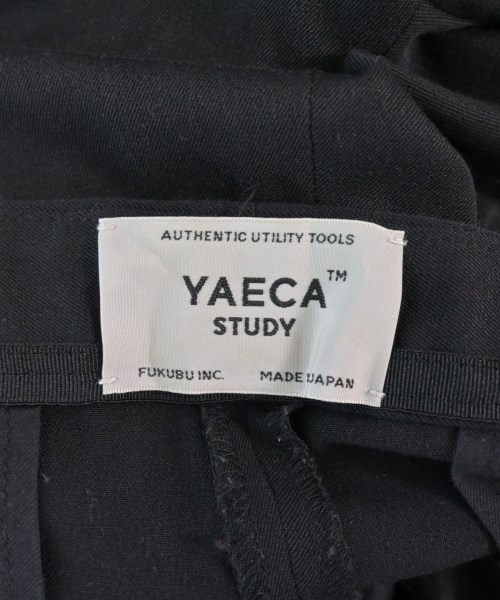 AUTHENTIC UTILITY TOOLS
YAECA™
STUDY
FUKUBU INC. MADE JAPAN